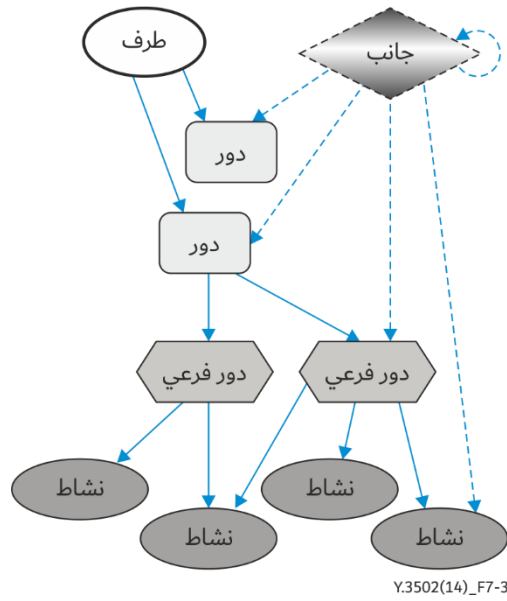 طرف
جانب
دور
دور
دور فرعي
دور فرعي
نشاط
نشاط
نشاط
نشاط
Y.3502(14)_F7-3